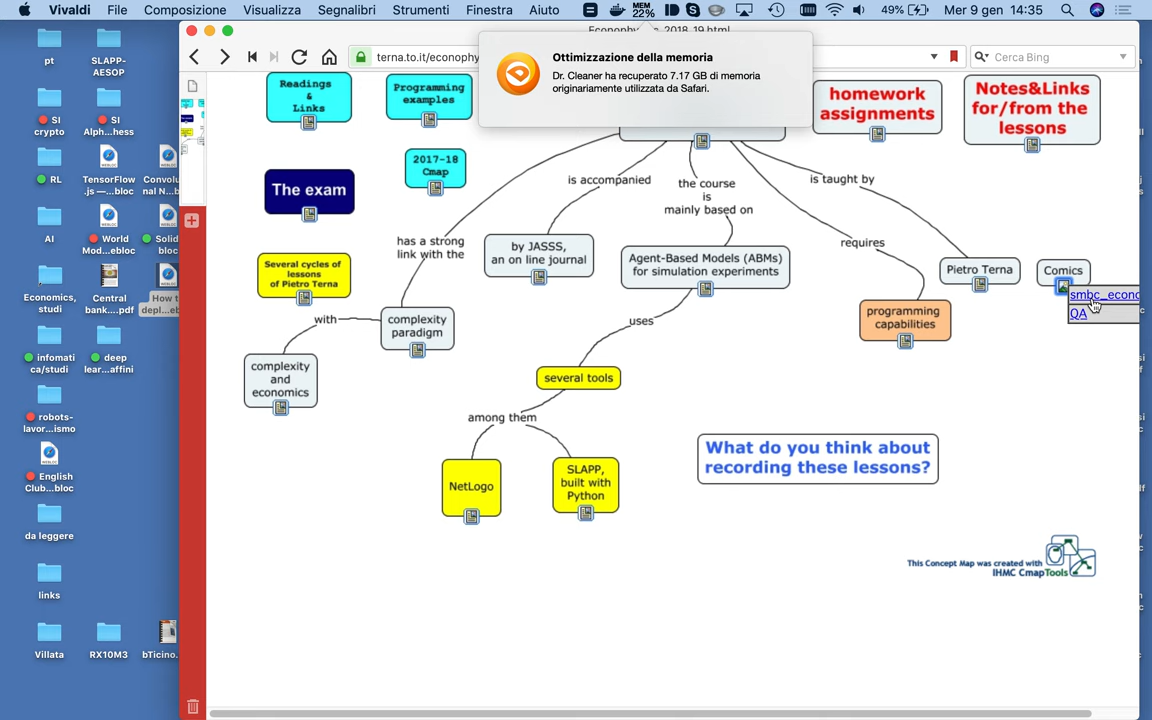 Vivaldi File Composizione Visualizza Segnalibri Strumenti Finestra Aiuto MEM 22% 49% Mer 9 gen 14:35
terna.to.it/econophy
Cerca Bing
Ottimizzazione della memoria
Dr. Cleaner ha recuperato 7.17 GB di memoria
originariamente utilizzata da Safari.
pt
SLAPP-
AESOP
SI
crypto
SI
Alph...hess
RL
TensorFlow
.js —...bloc
Convolu
nal N...b
AI
World
Mod...ebloc
Solid
bloc
Economics,
studi
Central
bank....pdf
How t
depl...eb
infomati
ca/studi
deep
lear...affini
robots-
lavor...ismo
English
Club...bloc
da leggere
links
Villata
RX10M3
bTicino.
Readings
&
Links
Programming
examples
homework
assignments
Notes&Links
for/from the
lessons
2017-18
Cmap
The exam
is accompanied
the course
is
mainly based on
is taught by
has a strong
link with the
by JASSS,
an on line journal
Agent-Based Models (ABMs)
for simulation experiments
requires
Pietro Terna
Comics
smbc_econo
QA
Several cycles of
lessons
of Pietro Terna
with
complexity
paradigm
uses
programming
capabilities
complexity
and
economics
several tools
among them
NetLogo
SLAPP,
built with
Python
What do you think about
recording these lessons?
This Concept Map was created with
IHMC CmapTools